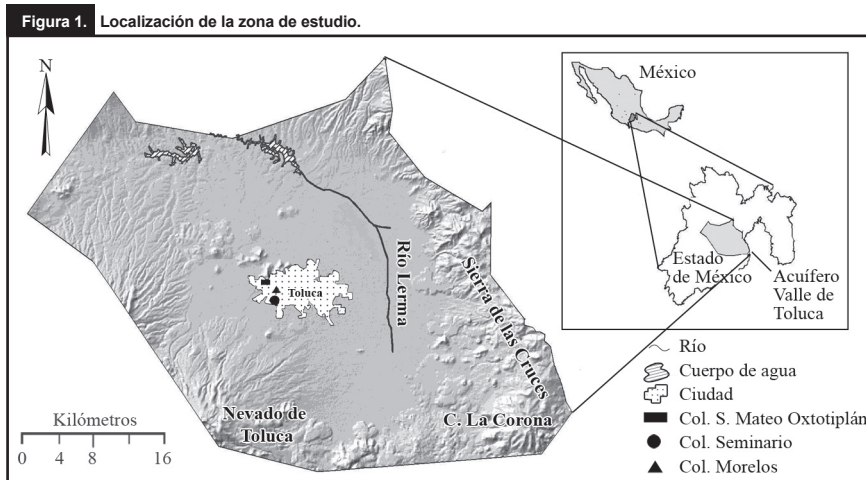 Figura 1. Localización de la zona de estudio.
N
México
Río Lerma
Sierra de las Cruces
Toluca
Estado
de México
Acuífero
Valle de
Toluca
Nevado de
Toluca
C. La Corona
Río
Cuerpo de agua
Ciudad
Col. S. Mateo Oxtotiplán
Col. Seminario
Col. Morelos
Kilómetros
0 4 8 16